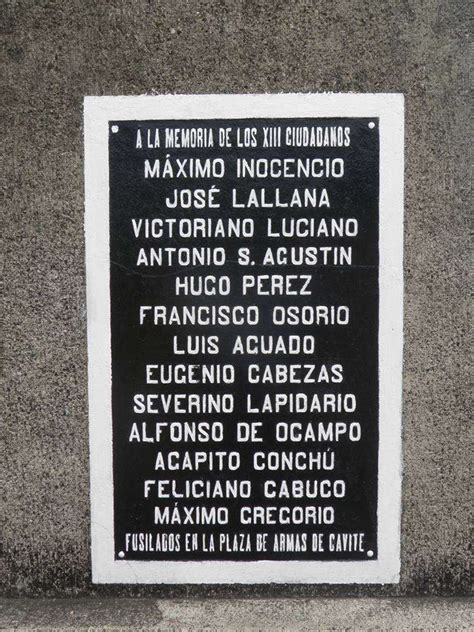 A LA MEMORIA DE LOS XIII CIUDADANOS
MÁXIMO INOCENCIO
JOSÉ LALLANA
VICTORIANO LUCIANO
ANTONIO S. AGUSTIN
HUGO PEREZ
FRANCISCO OSORIO
LUIS AGUADO
EUGENIO CABEZAS
SEVERINO LAPIDARIO
ALFONSO DE OCAMPO
AGAPITO CONCHÚ
FELICIANO CABUCO
MÁXIMO GREGORIO
FUSILADOS EN LA PLAZA DE ARMAS DE CAVITE